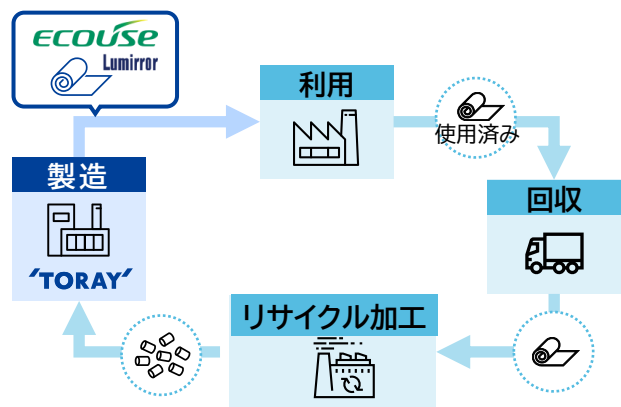 ECOUSE
Lumirror
利用
使用済み
製造
'TORAY'
回収
リサイクル加工